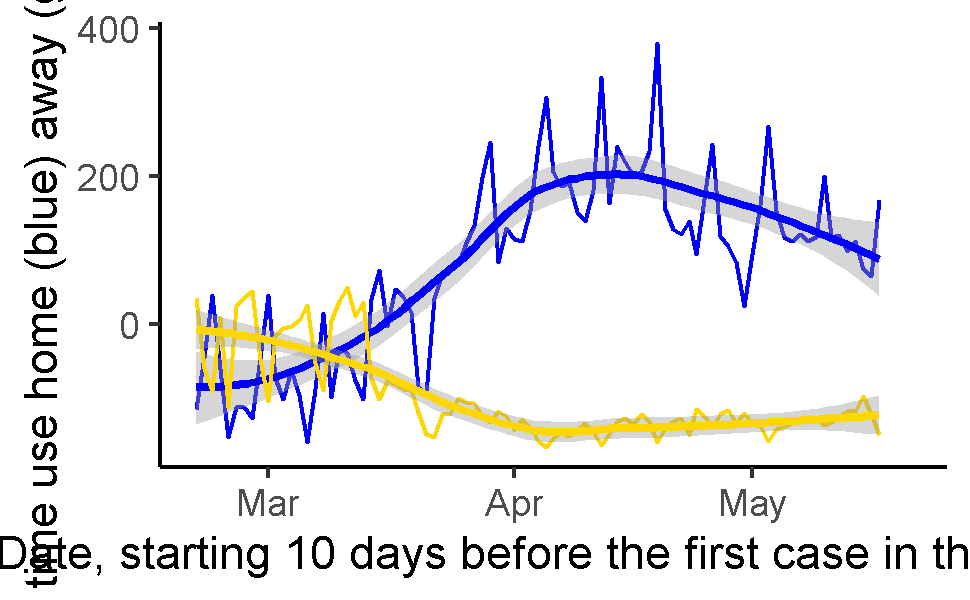 time use home (blue) away (
400
200
0
Mar Apr May
Date, starting 10 days before the first case in th